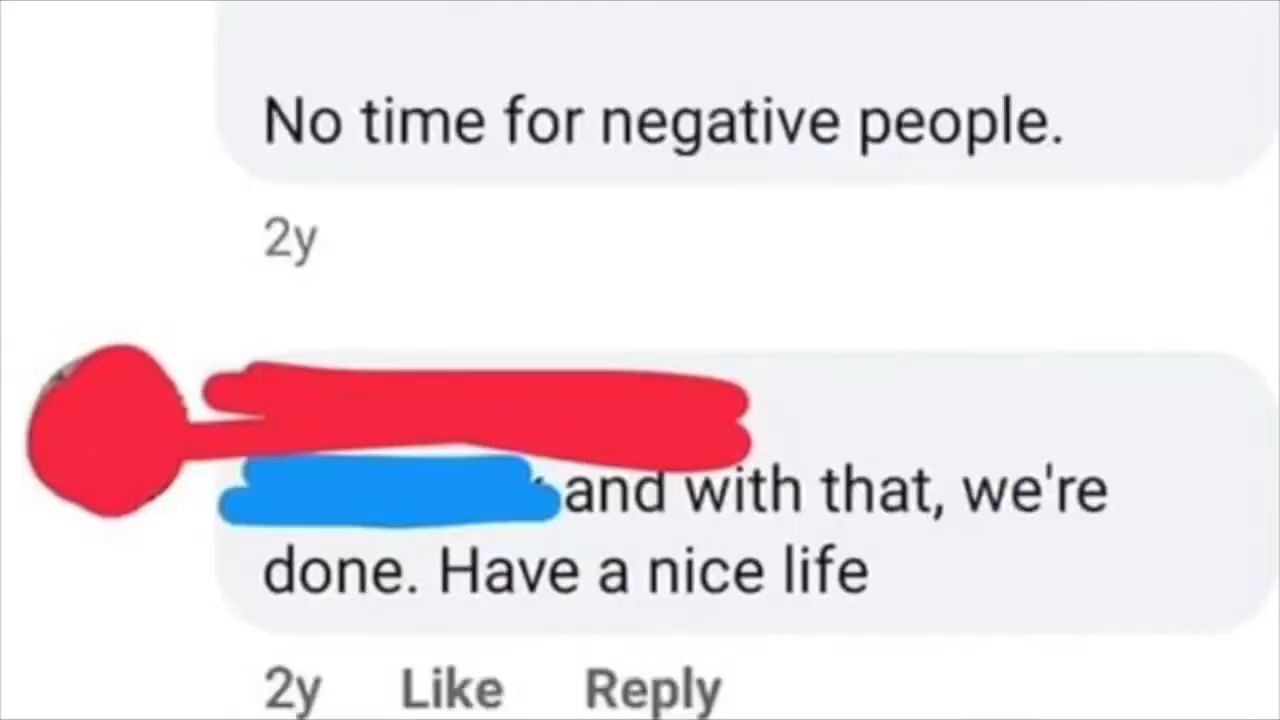 No time for negative people.
2y
and with that, we're
done. Have a nice life
2y Like Reply